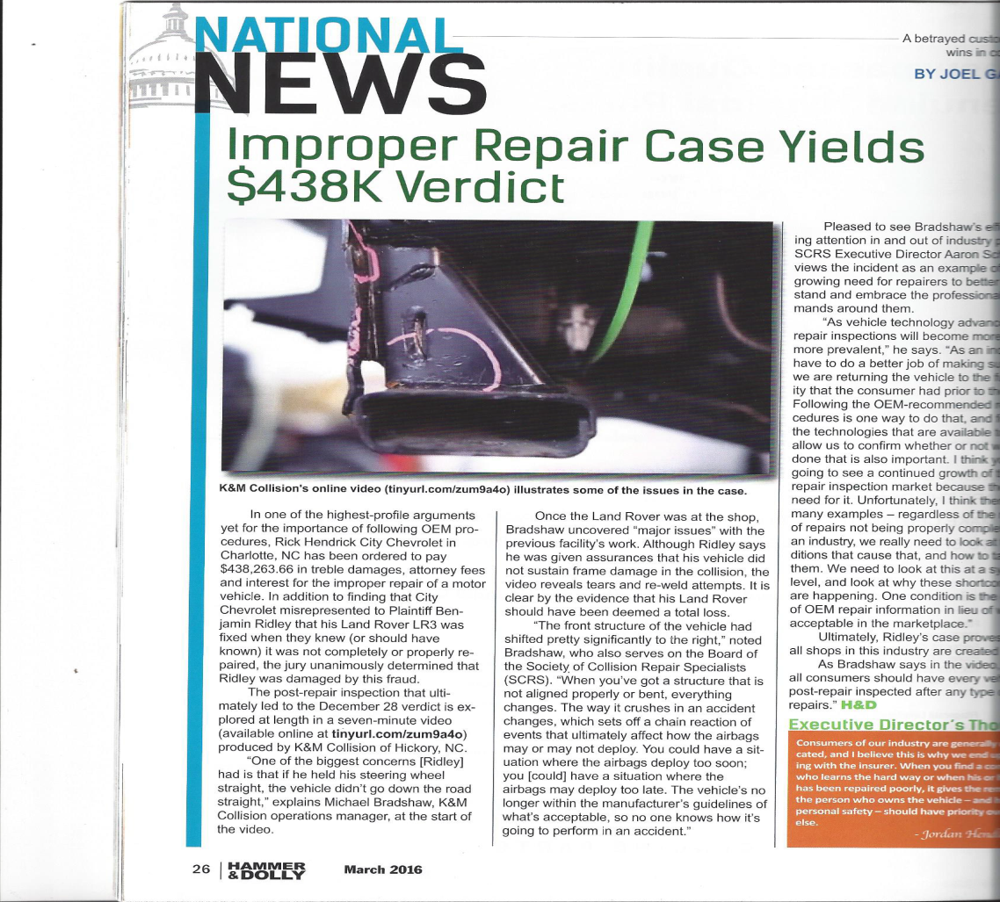 NATIONAL
NEWS
A betrayed
wins in
BY JOEL
Improper Repair Case Yields
$438K Verdict
K&M Collision's online video (tinyurl.com/zum9a4o) illustrates some of the issues in the case.
In one of the highest-profile arguments
yet for the importance of following OEM pro-
cedures, Rick Hendrick City Chevrolet in
Charlotte, NC has been ordered to pay
$438,263.66 in treble damages, attorney fees
and interest for the improper repair of a motor
vehicle. In addition to finding that City
Chevrolet misrepresented to Plaintiff Ben-
jamin Ridley that his Land Rover LR3 was
fixed when they knew (or should have
known) it was not completely or properly re-
paired, the jury unanimously determined that
Ridley was damaged by this fraud.
The post-repair inspection that ulti-
mately led to the December 28 verdict is ex-
plored at length in a seven-minute video
(available online at tinyurl.com/zum9a4o)
produced by K&M Collision of Hickory, NC.
“One of the biggest concerns [Ridley]
had is that if he held his steering wheel
straight, the vehicle didn't go down the road
straight,” explains Michael Bradshaw, K&M
Collision operations manager, at the start of
the video.
Once the Land Rover was at the shop,
Bradshaw uncovered “major issues” with the
previous facility's work. Although Ridley says
he was given assurances that his vehicle did
not sustain frame damage in the collision, the
video reveals tears and re-weld attempts. It is
clear by the evidence that his Land Rover
should have been deemed a total loss.
“The front structure of the vehicle had
shifted pretty significantly to the right,” noted
Bradshaw, who also serves on the Board of
the Society of Collision Repair Specialists
(SCRS). “When you've got a structure that is
not aligned properly or bent, everything
changes. The way it crushes in an accident
changes, which sets off a chain reaction of
events that ultimately affect how the airbags
may or may not deploy. You could have a sit-
uation where the airbags deploy too soon;
you [could] have a situation where the
airbags may deploy too late. The vehicle's no
longer within the manufacturer's guidelines of
what's acceptable, so no one knows how it's
going to perform in an accident.”
Pleased to see Bradshaw's
ing attention in and out of industry
SCRS Executive Director Aaron
views the incident as an example
growing need for repairers to better
stand and embrace the
mands around them.
“As vehicle technology
repair inspections will become more
more prevalent,” he says. “As an
have to do a better job of making
we are returning the vehicle to the
ity that the consumer had prior to
Following the OEM-recommended
cedures is one way to do that, and
the technologies that are available
allow us to confirm whether or not
done that is also important. I think
going to see a continued growth of
repair inspection market because
need for it. Unfortunately, I think
many examples – regardless of the
of repairs not being properly
an industry, we really need to look at
ditions that cause that, and how to
them. We need to look at this at a
level, and look at why these
are happening. One condition is the
of OEM repair information in lieu of
acceptable in the marketplace.”
Ultimately, Ridley's case proves
all shops in this industry are created
As Bradshaw says in the video,
all consumers should have every
post-repair inspected after any type
repairs.” H&D
Executive Director's
Consumers of our industry are generally
cated, and I believe this is why we end
ing with the insurer. When you find a
who learns the hard way or when his or
has been repaired poorly, it gives the
the person who owns the vehicle – and
personal safety – should have priority
else.
- Jordan
26 | HAMMER
& DOLLY
March 2016